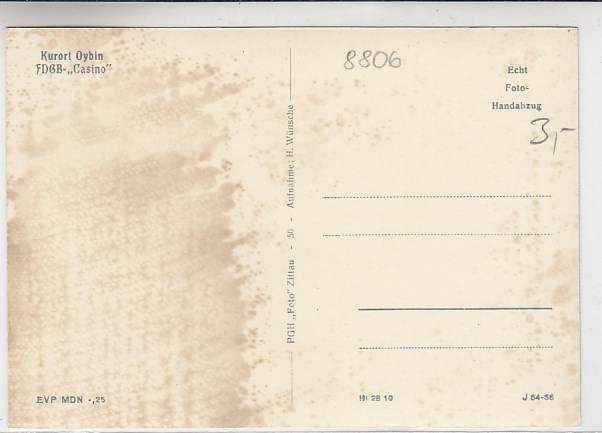 Kurort Oybin
FDGB-„Casino"
8806
Echt
Foto-
Handabzug
3,-
PGH „Foto" Zittau - 50 - Aufnahme: H. Wünsche
EVP MDN -,25
28 10
J 64-56